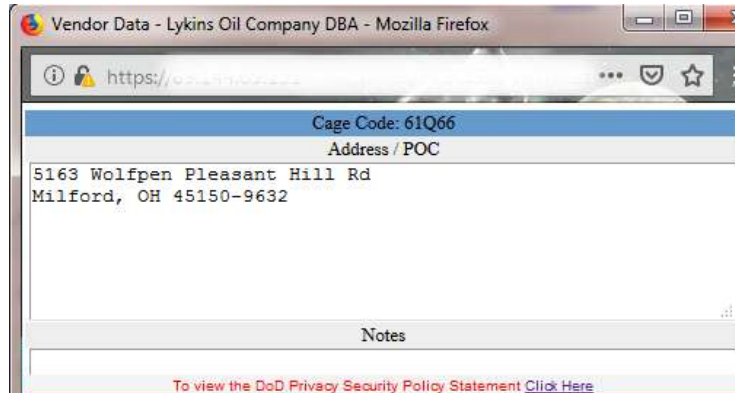 Vendor Data - Lykins Oil Company DBA - Mozilla Firefox
https:/
Cage Code: 61Q66
Address / POC
5163 Wolfpen Pleasant Hill Rd
Milford, OH 45150-9632
Notes
To view the DoD Privacy Security Policy Statement Click Here